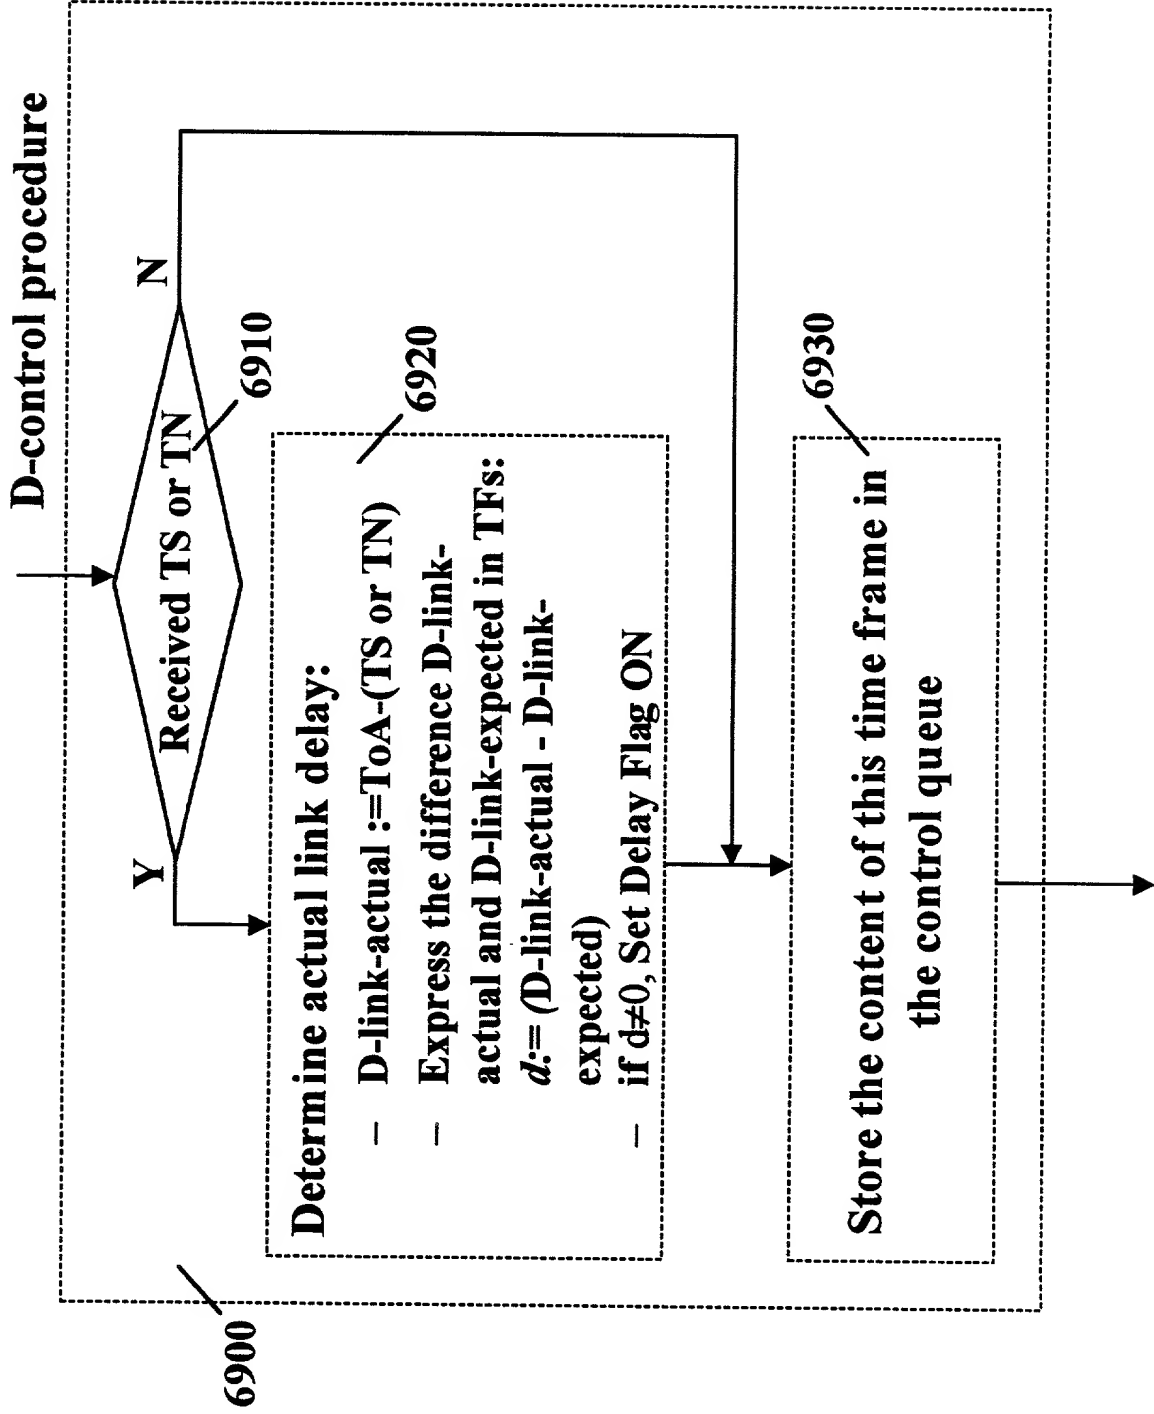 D-control procedure
Received TS or TN
6910
Y
N
Determine actual link delay:
– D-link-actual :=ToA-(TS or TN)
– Express the difference D-link-
actual and D-link-expected in TFs:
d:= (D-link-actual - D-link-
expected)
– if d≠0, Set Delay Flag ON
6920
Store the content of this time frame in
the control queue
6930
6900